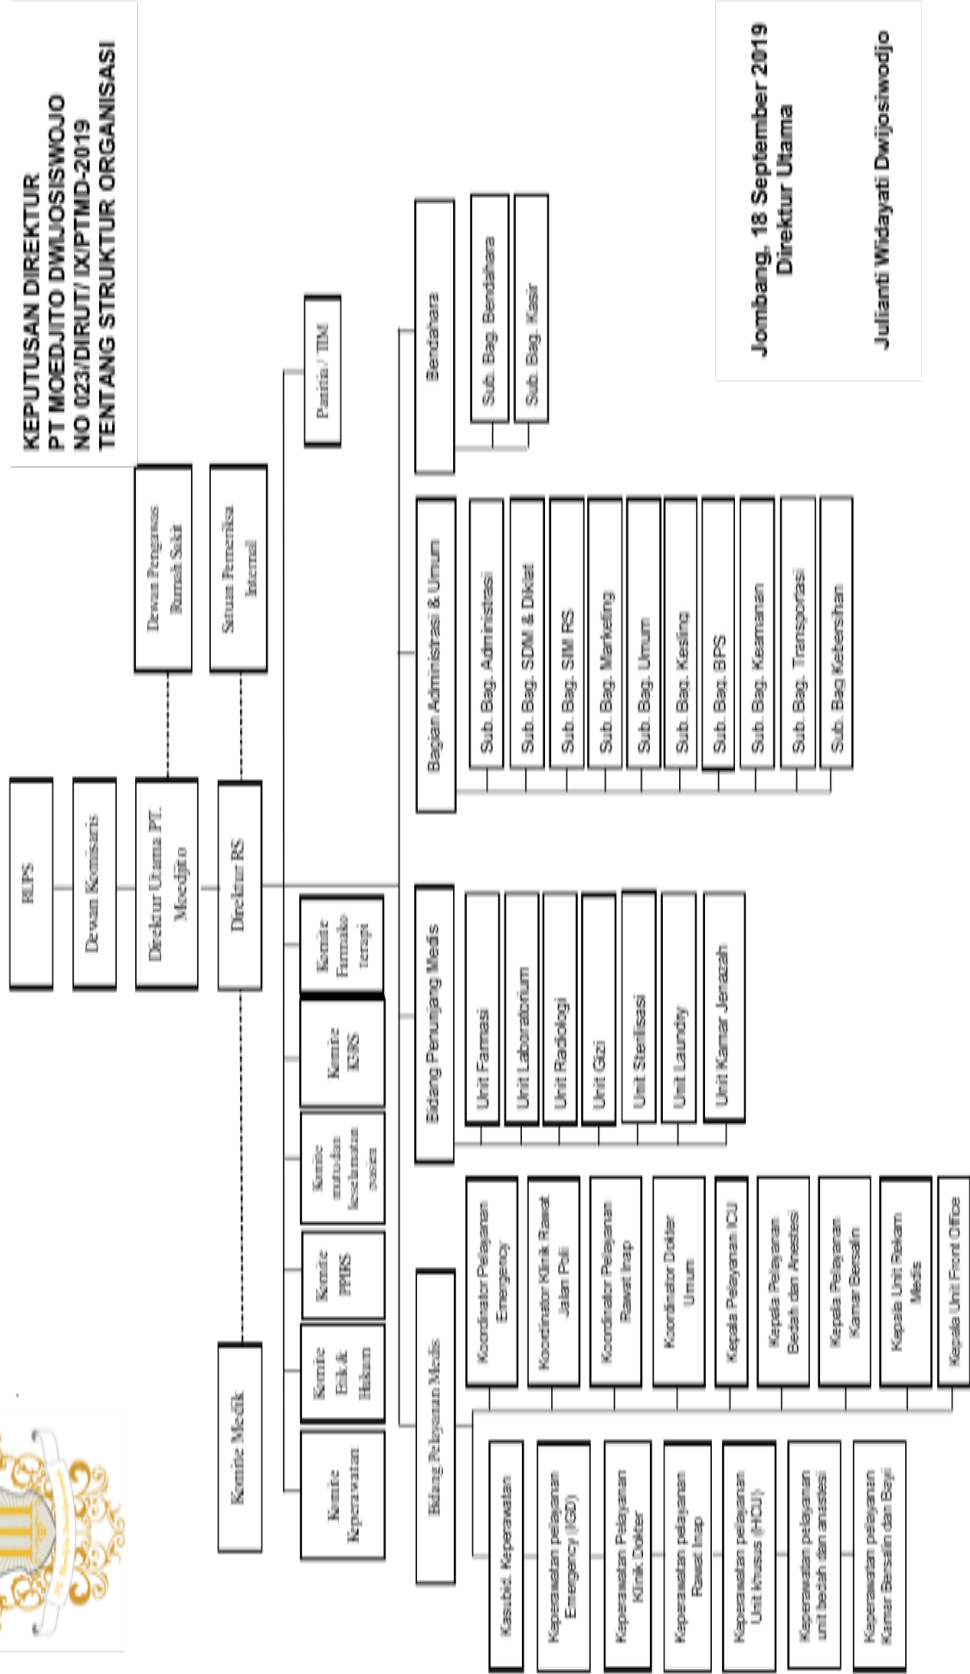 KEPUTUSAN DIREKTUR
PT MOEDJITO DWIJOSISWOJO
NO 023/DIRUT/ IX/PTMD-2019
TENTANG STRUKTUR ORGANISASI
RUPS
Dewan Komisaris
Direktur Utama PT.
Moedjito
Dewan Pengawas
Rumah Sakit
Direktur RS
Satuan Pemeriksa
Internal
Komite Medik
Komite
Keperawatan
Komite
Etik &
Hukum
Komite
PPIRS
Komite
mutu dan
keselamatan
pasien
Komite
K3RS
Komite
Farmako
terapi
Panitia / TIM
Bidang Pelayanan Medis
Bidang Penunjang Medis
Bagian Administrasi & Umum
Bendahara
Kasubid. Keperawatan
Keperawatan pelayanan
Emergency (IGD)
Keperawatan Pelayanan
Klinik Dokter
Keperawatan pelayanan
Rawat Inap
Keperawatan pelayanan
Unit khusus (HCU)
Keperawatan pelayanan
unit bedah dan anastesi
Keperawatan pelayanan
Kamar Bersalin dan Bayi
Koordinator Pelayanan
Emergency
Koordinator Klinik Rawat
Jalan Poli
Koordinator Pelayanan
Rawat Inap
Koordinator Dokter
Umum
Kepala Pelayanan ICU
Kepala Pelayanan
Bedah dan Anestesi
Kepala Pelayanan
Kamar Bersalin
Kepala Unit Rekam
Medis
Kepala Unit Front Office
Unit Farmasi
Unit Laboratorium
Unit Radiologi
Unit Gizi
Unit Sterilisasi
Unit Laundry
Unit Kamar Jenazah
Sub. Bag. Administrasi
Sub. Bag. SDM & Diklat
Sub. Bag. SIM RS
Sub. Bag. Marketing
Sub. Bag. Umum
Sub. Bag. Kesling
Sub. Bag. BPS
Sub. Bag. Keamanan
Sub. Bag. Transportasi
Sub. Bag Kebersihan
Sub. Bag. Bendahara
Sub. Bag. Kasir
Jombang, 18 September 2019
Direktur Utama
Julianti Widayati Dwijosiwodjo